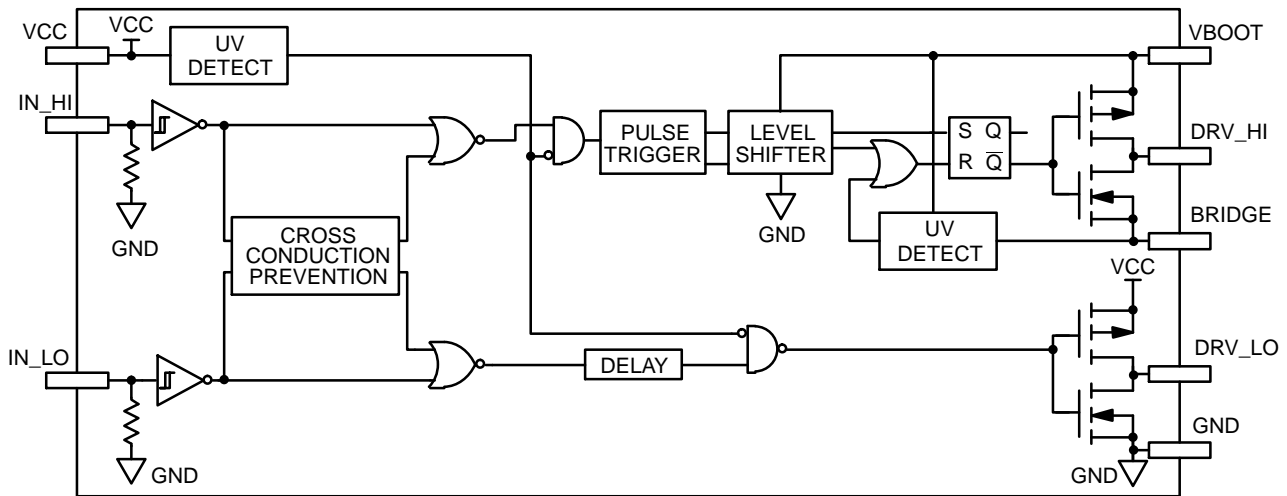 VCC
VCC
UV
DETECT
VBOOT
IN_HI
PULSE
TRIGGER
LEVEL
SHIFTER
S Q
R Q̅
DRV_HI
GND
GND
CROSS
CONDUCTION
PREVENTION
UV
DETECT
BRIDGE
VCC
IN_LO
DELAY
DRV_LO
GND
GND
GND